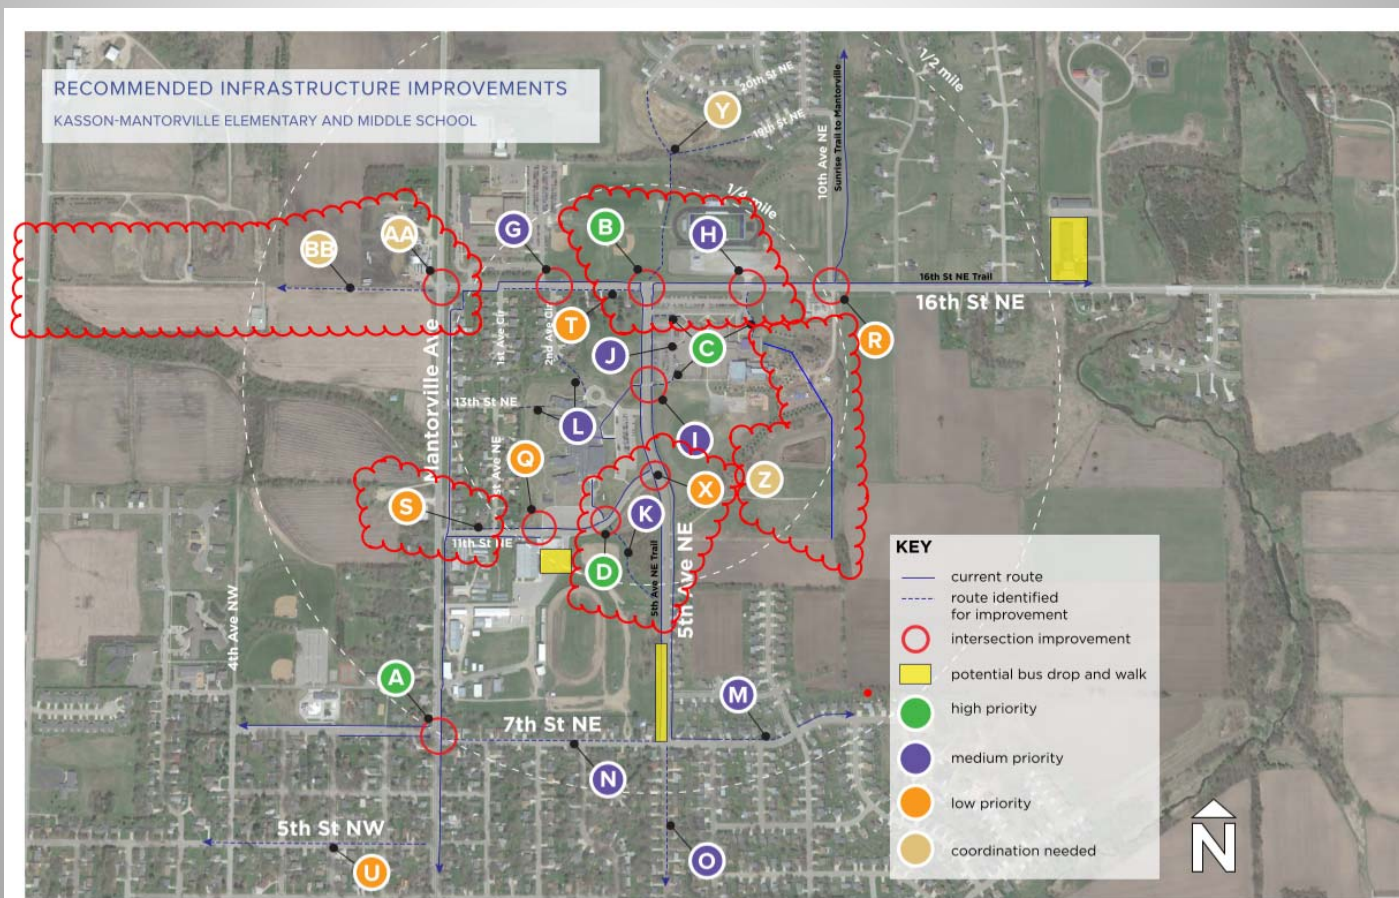 RECOMMENDED INFRASTRUCTURE IMPROVEMENTS
KASSON-MANTORVILLE ELEMENTARY AND MIDDLE SCHOOL
1/2 mile
20th St NE
Y
19th St NE
10th Ave NE
Sunrise Trail to Mantorville
1/4 mile
BB
AA
G
B
H
16th St NE Trail
16th St NE
T
R
J
C
1st Ave Cir
2nd Ave Cir
Mantorville Ave
13th St NE
L
I
1st Ave NE
Q
X
Z
S
K
11th St NE
D
5th Ave NE Trail
5th Ave NE
4th Ave NW
A
M
7th St NE
N
5th St NW
U
O
KEY
current route
route identified
for improvement
intersection improvement
potential bus drop and walk
high priority
medium priority
low priority
coordination needed
N